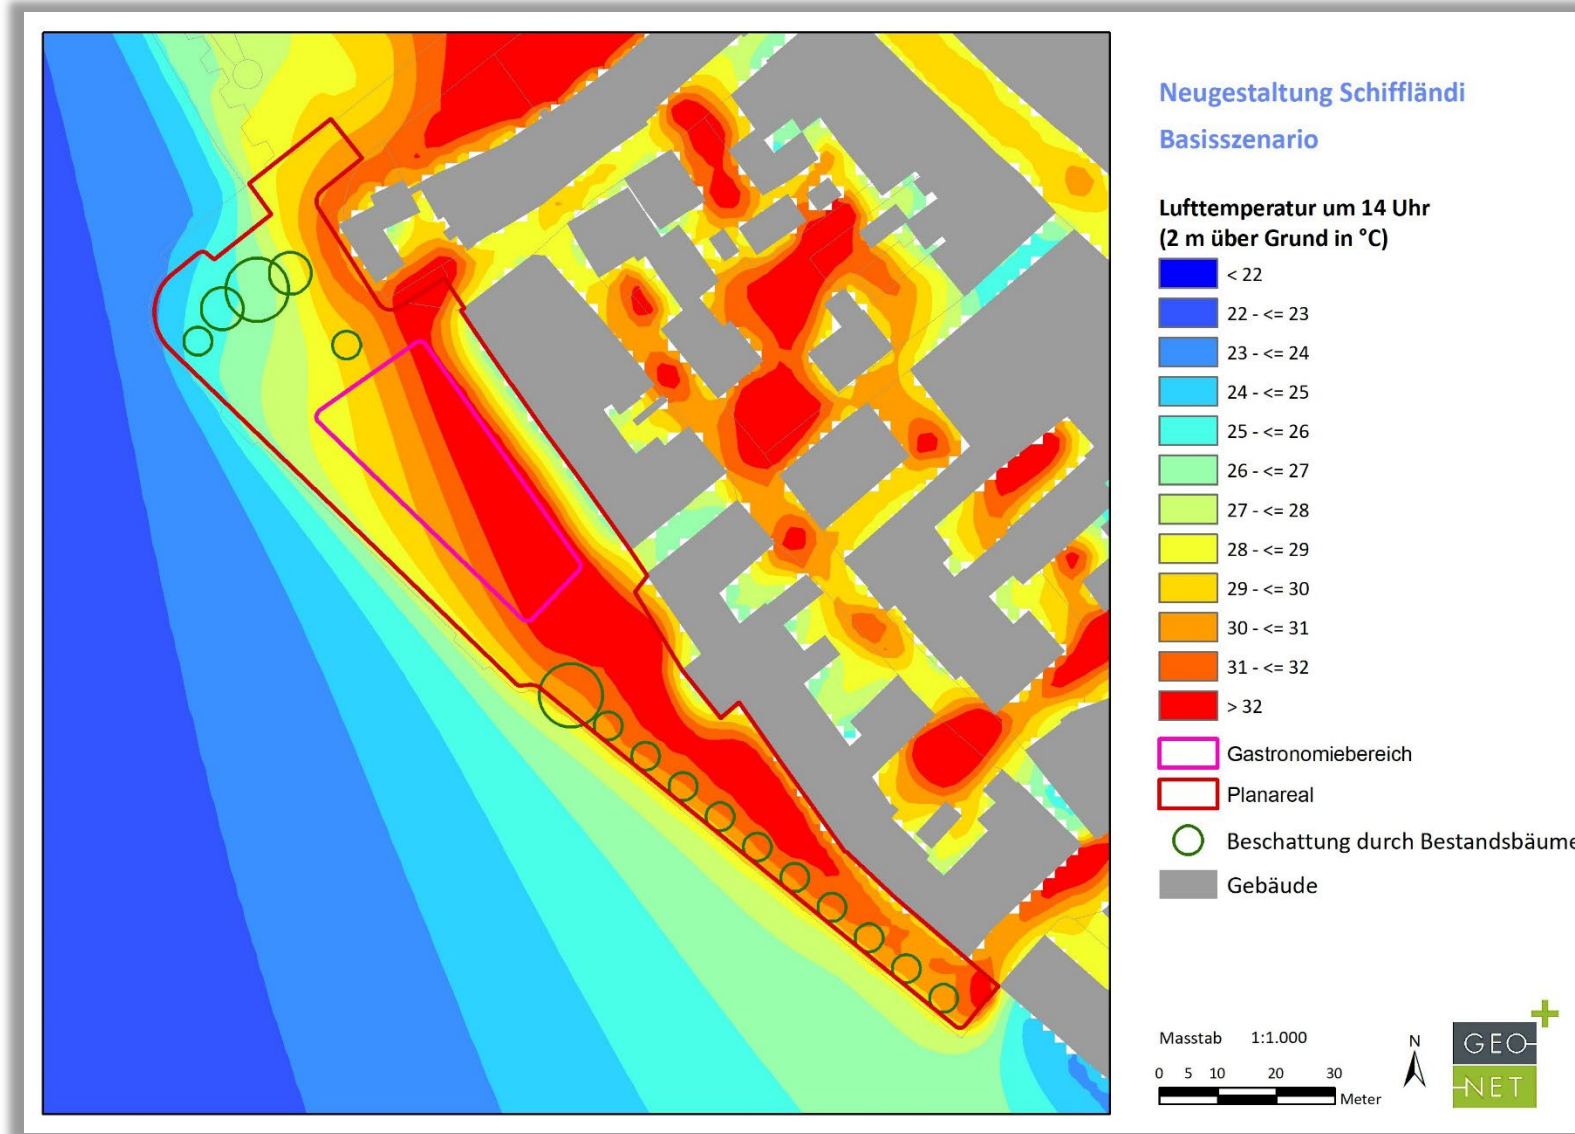 Neugestaltung Schiffländi
Basisszenario
Lufttemperatur um 14 Uhr
(2 m über Grund in °C)
< 22
22 - <= 23
23 - <= 24
24 - <= 25
25 - <= 26
26 - <= 27
27 - <= 28
28 - <= 29
29 - <= 30
30 - <= 31
31 - <= 32
> 32
Gastronomiebereich
Planareal
Beschattung durch Bestandsbäume
Gebäude
Masstab 1:1.000
0 5 10 20 30
Meter
N
GEO
NET